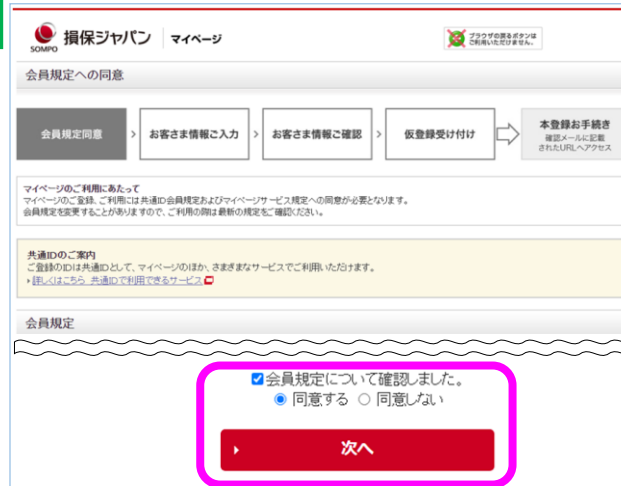 SOMPO 損保ジャパン マイページ
ブラウザの戻るボタンは
ご利用いただけません。
会員規定への同意
会員規定同意 > お客さま情報ご入力 > お客さま情報ご確認 > 仮登録受け付け
本登録お手続き
確認メールに記載
されたURLへアクセス
マイページのご利用にあたって
マイページのご登録、ご利用には共通ID会員規定およびマイページサービス規定への同意が必要となります。
会員規定を変更することがありますので、ご利用の際は最新の規定をご確認ください。
共通IDのご案内
ご登録のIDは共通IDとして、マイページのほか、さまざまなサービスでご利用いただけます。
詳しくはこちら 共通IDで利用できるサービス
会員規定
会員規定について確認しました。
同意する 同意しない
次へ